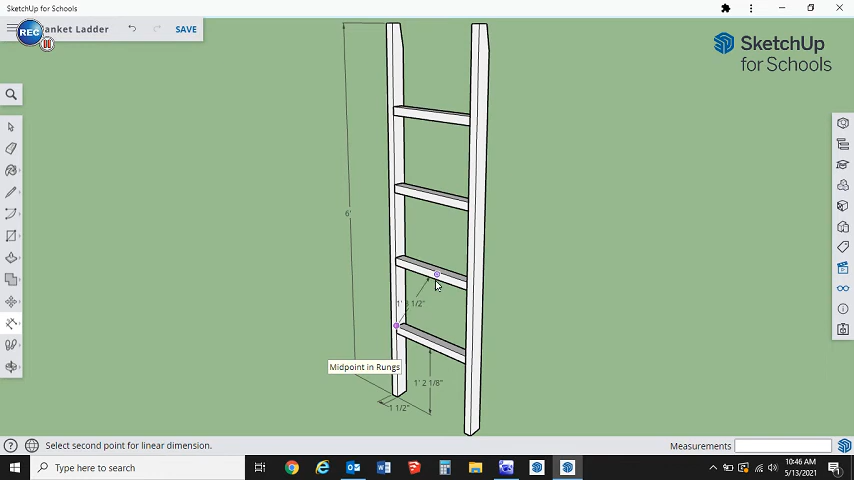 SketchUp for Schools
REC
anket Ladder
SAVE
SketchUp
for Schools
6'
1' 3 1/2"
Midpoint in Rungs
1' 2 1/8"
1 1/2"
Select second point for linear dimension.
Measurements
Type here to search
10:46 AM
5/13/2021